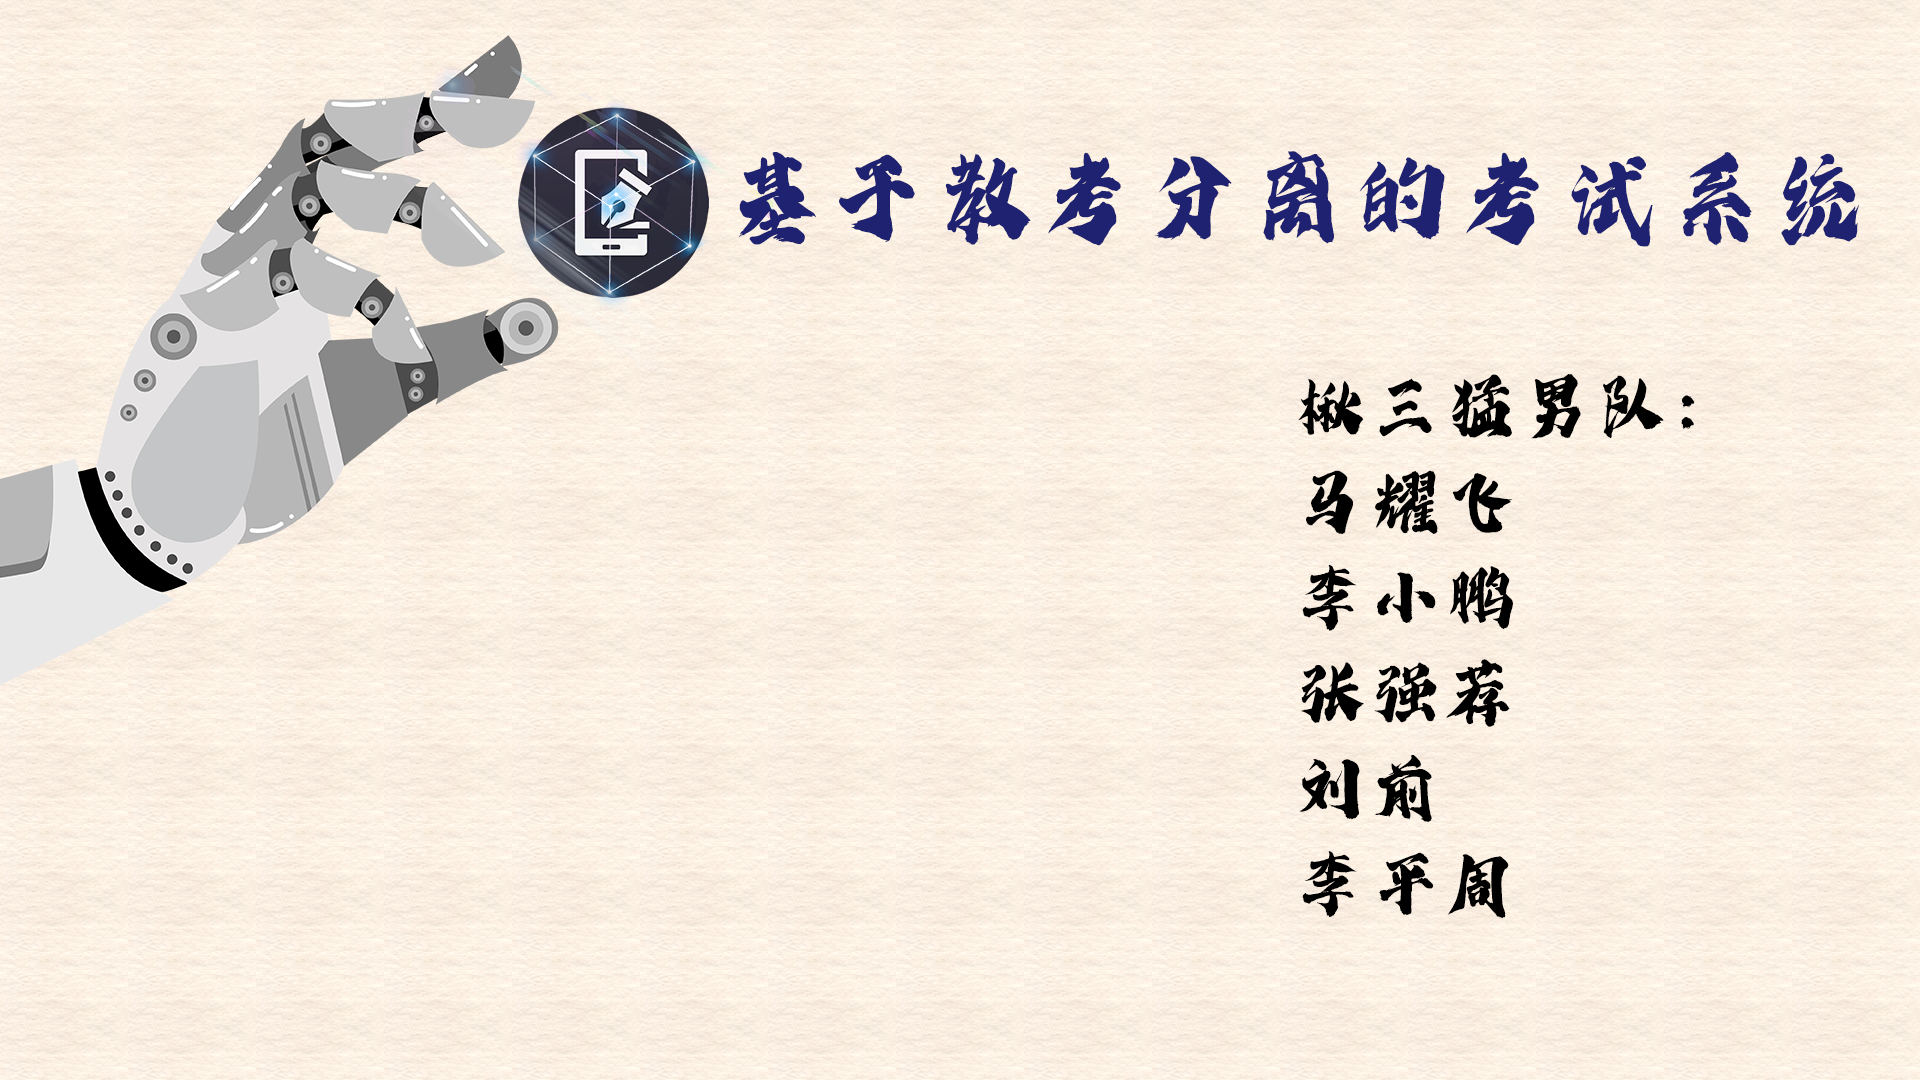 基于教考分离的考试系统
楸三猛男队：
马耀飞
李小鹏
张强荐
刘前
李平周